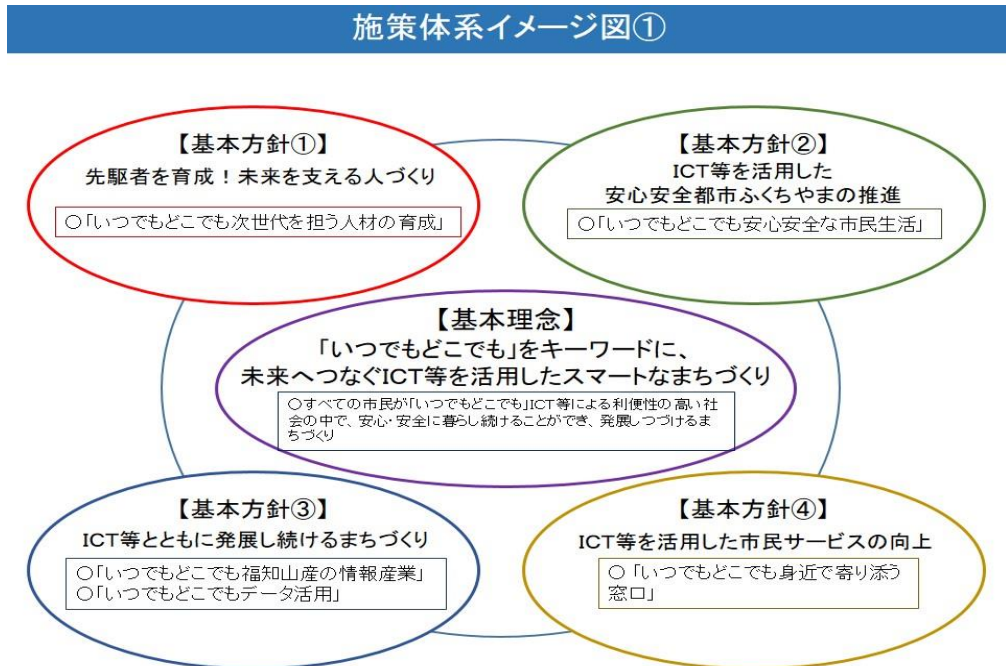 施策体系イメージ図①
【基本方針①】
先駆者を育成！未来を支える人づくり
○「いつでもどこでも次世代を担う人材の育成」
【基本方針②】
ICT等を活用した
安心安全都市ふくちやまの推進
○「いつでもどこでも安心安全な市民生活」
【基本理念】
「いつでもどこでも」をキーワードに、
未来へつなぐICT等を活用したスマートなまちづくり
○すべての市民が「いつでもどこでも」ICT等による利便性の高い社
会の中で、安心・安全に暮らし続けることができ、発展しつづけるま
ちづくり
【基本方針③】
ICT等とともに発展し続けるまちづくり
○「いつでもどこでも福知山産の情報産業」
○「いつでもどこでもデータ活用」
【基本方針④】
ICT等を活用した市民サービスの向上
○「いつでもどこでも身近で寄り添う
窓口」